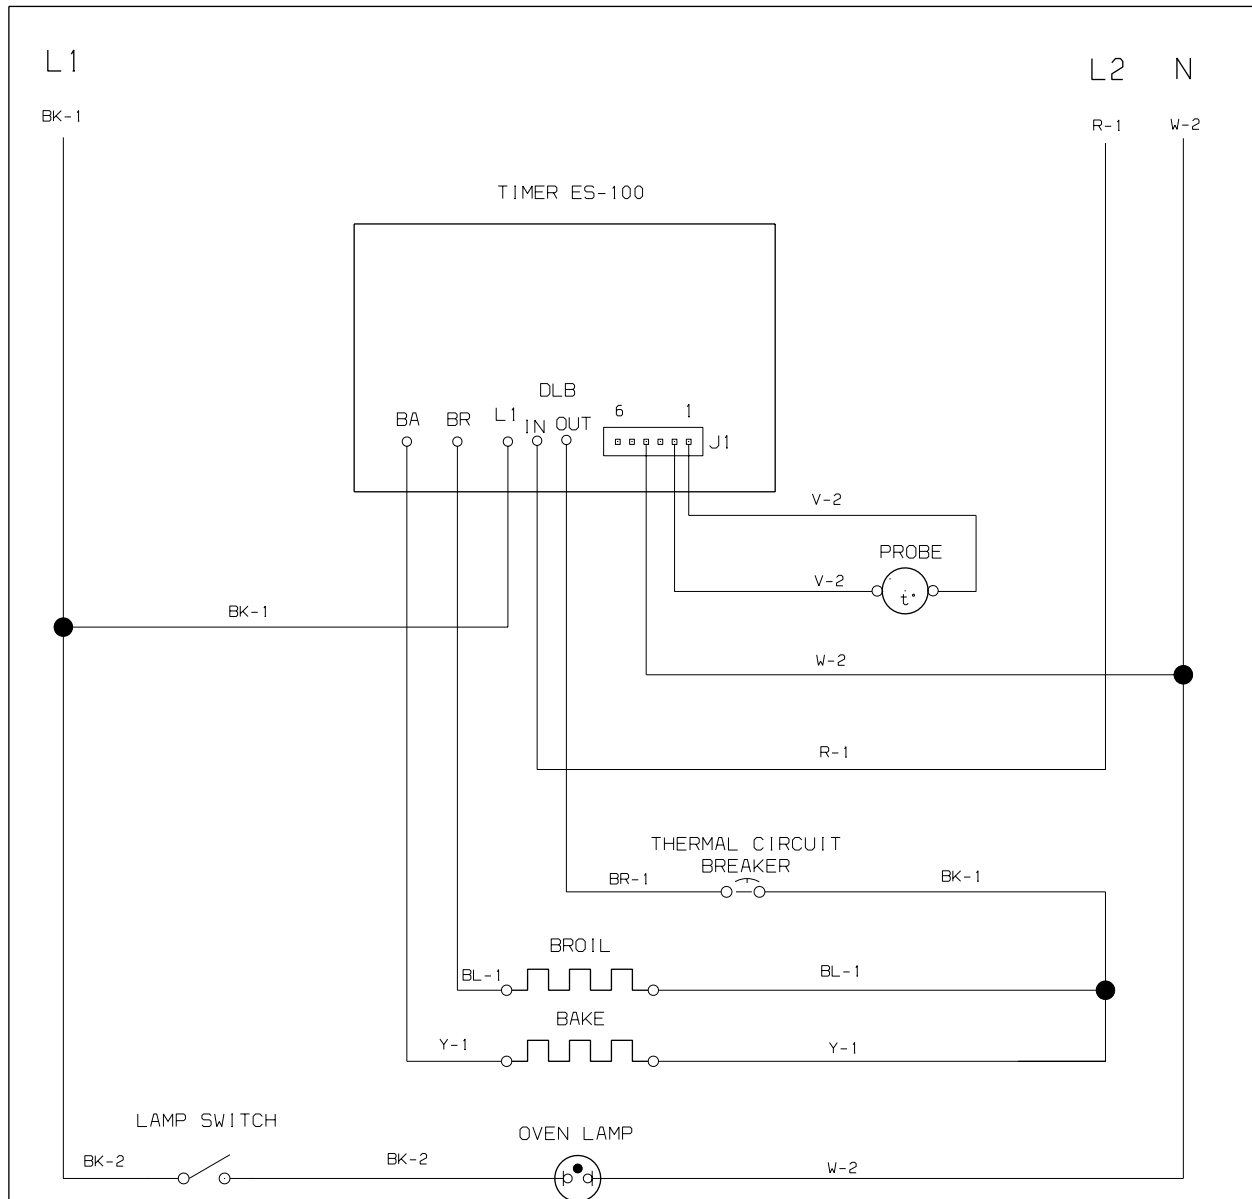 L1
L2
N
BK-1
R-1
W-2
TIMER ES-100
DLB
BA
BR
L1
IN
OUT
6
1
J1
V-2
PROBE
V-2
t°
BK-1
W-2
R-1
THERMAL CIRCUIT
BREAKER
BR-1
BK-1
BROIL
BL-1
BL-1
BAKE
Y-1
Y-1
LAMP SWITCH
OVEN LAMP
BK-2
BK-2
W-2